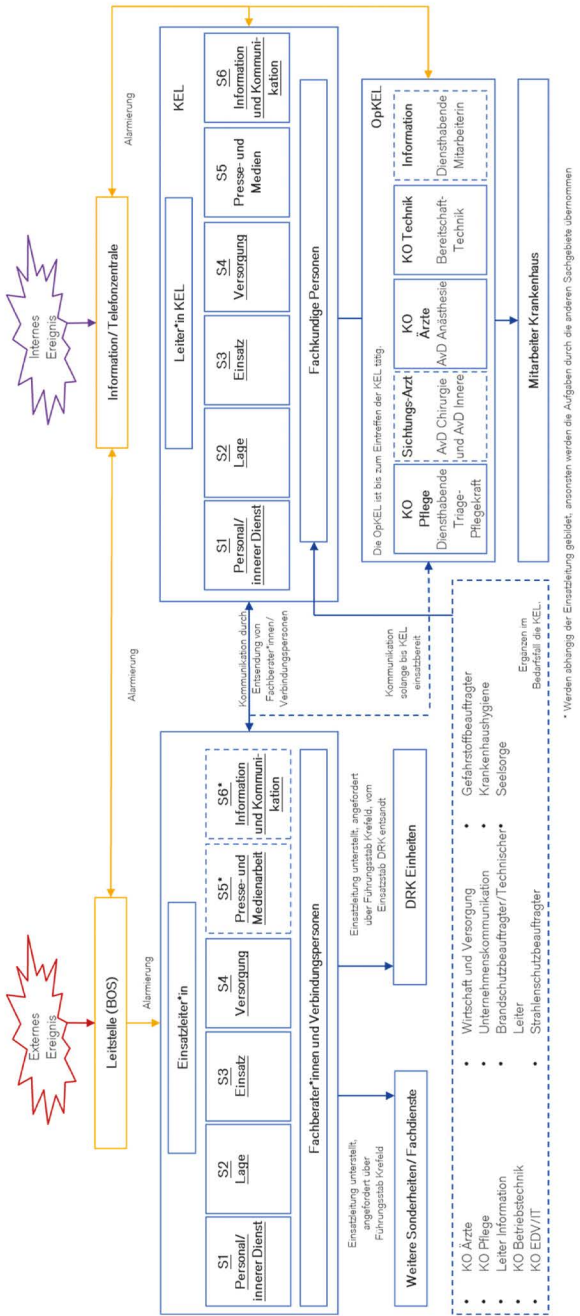 Externes
Ereignis
Internes
Ereignis
Leitstelle (BOS)
Alarmierung
Information/ Telefonzentrale
Alarmierung
Alarmierung
Einsatzleiter*in
S1
Personal/
innerer Dienst
S2
Lage
S3
Einsatz
S4
Versorgung
S5*
Presse- und
Medienarbeit
S6*
Information
und Kommuni-
kation
Fachberater*innen und Verbindungspersonen
Kommunikation durch
Entsendung von
Fachberater*innen/
Verbindungspersonen
Leiter*in KEL
KEL
S1
Personal/
innerer Dienst
S2
Lage
S3
Einsatz
S4
Versorgung
S5
Presse- und
Medien
S6
Information
und Kommuni-
kation
Fachkundige Personen
Einsatzleitung unterstellt,
angefordert über
Führungsstab Krefeld
Einsatzleitung unterstellt, angefordert
über Führungsstab Krefeld, vom
Einsatzstab DRK entsandt
Kommunikation
solange bis KEL
einsatzbereit
Die OpKEL ist bis zum Eintreffen der KEL tätig.
OpKEL
KO
Pflege
Diensthabende
Triage-
Pflegekraft
Sichtungs-Arzt
AvD Chirurgie
und AvD Innere
KO
Ärzte
AvD Anästhesie
KO Technik
Bereitschaft-
Technik
Information
Diensthabende
Mitarbeiterin
Weitere Sonderheiten/ Fachdienste
DRK Einheiten
Mitarbeiter Krankenhaus
• KO Ärzte
• KO Pflege
• Leiter Information
• KO Betriebstechnik
• KO EDV/IT
• Wirtschaft und Versorgung
• Unternehmenskommunikation
• Brandschutzbeauftragter/Technischer
Leiter
• Strahlenschutzbeauftragter
• Gefahrstoffbeauftragter
• Krankenhaushygiene
• Seelsorge
Ergänzen im
Bedarfsfall die KEL.
* Werden abhängig der Einsatzleitung gebildet, ansonsten werden die Aufgaben durch die anderen Sachgebiete übernommen